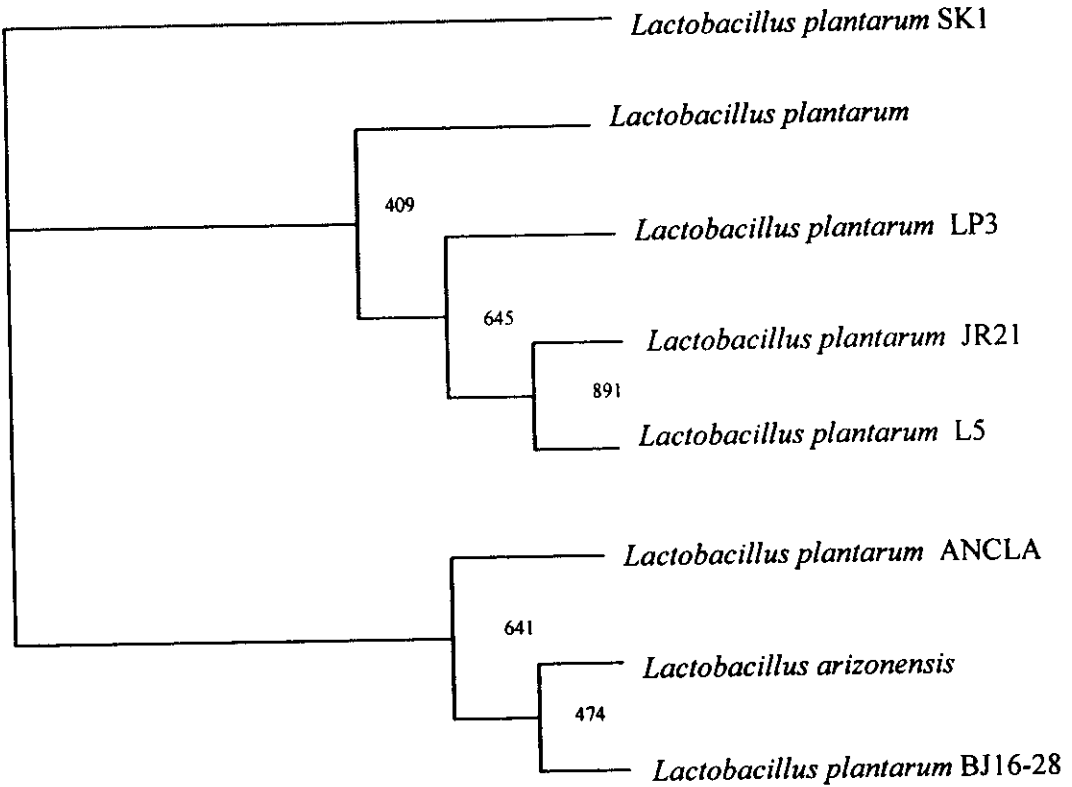 Lactobacillus plantarum SK1
Lactobacillus plantarum
409
Lactobacillus plantarum LP3
645
Lactobacillus plantarum JR21
891
Lactobacillus plantarum L5
Lactobacillus plantarum ANCLA
641
Lactobacillus arizonensis
474
Lactobacillus plantarum BJ16-28